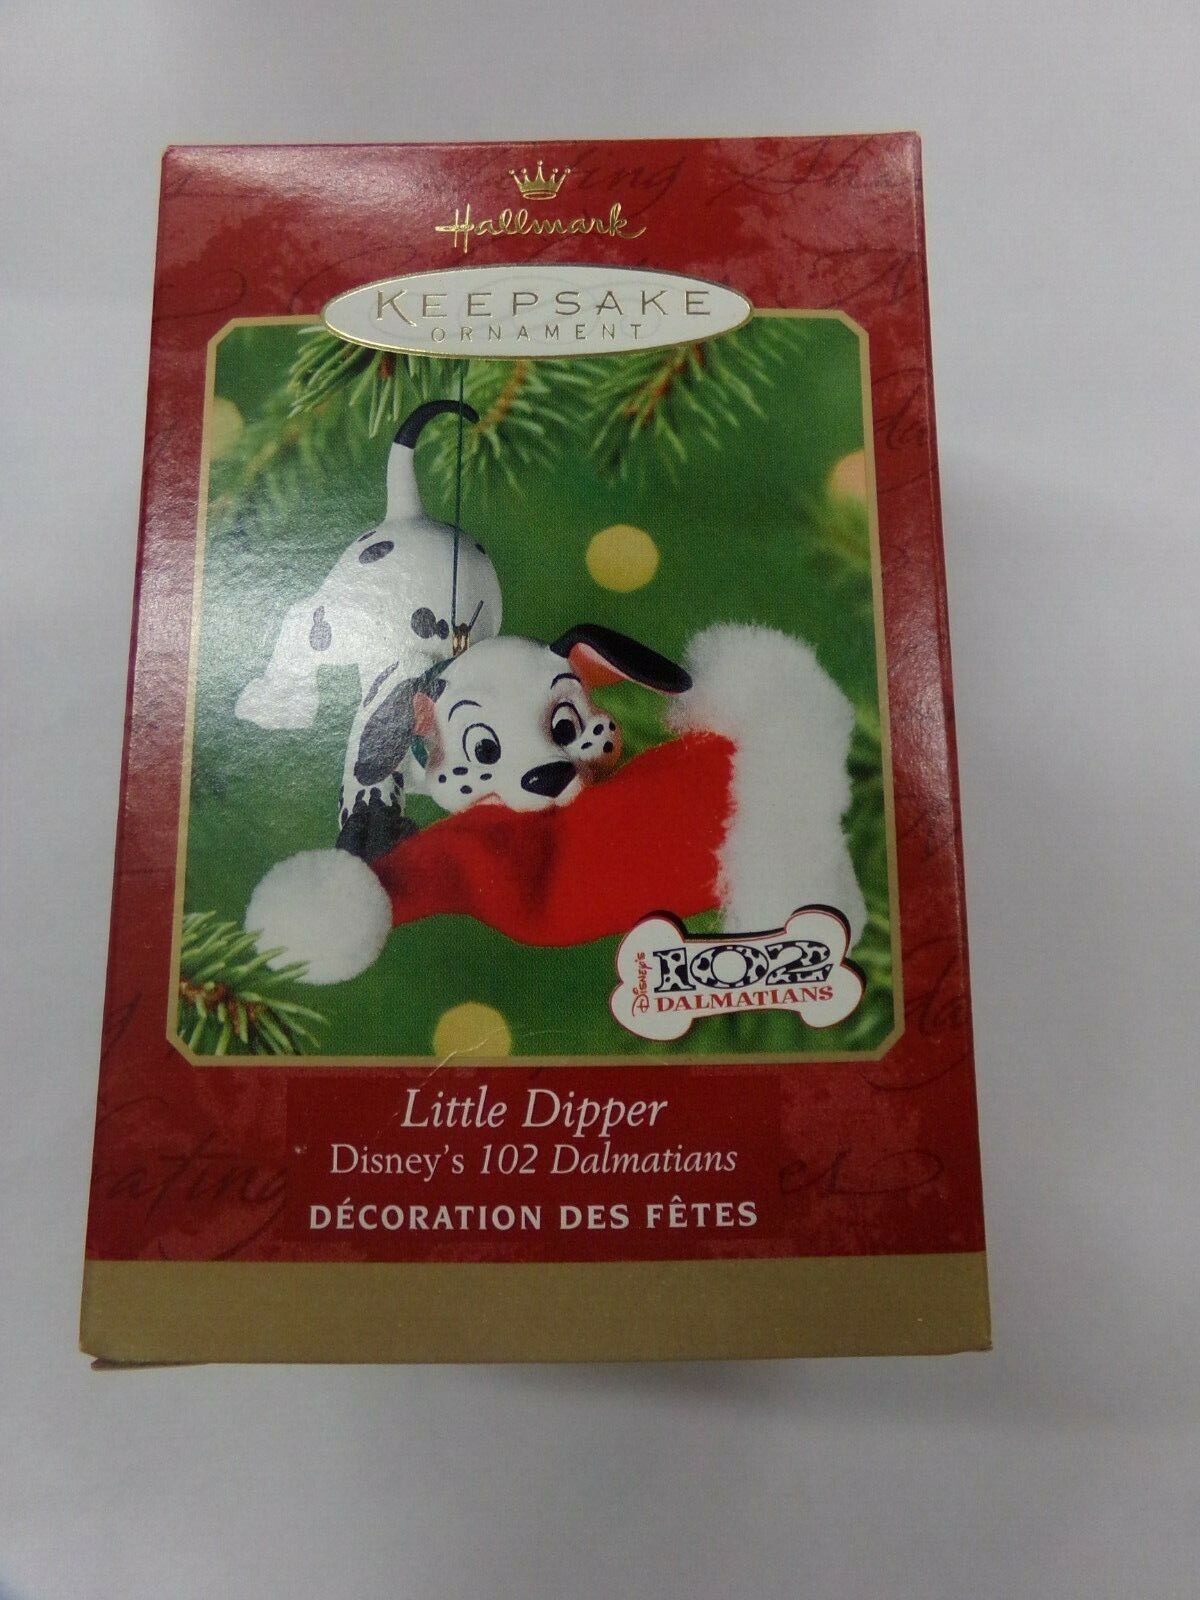 Hallmark
KEEPSAKE
ORNAMENT
Disney's
102
DALMATIANS
Little Dipper
Disney's 102 Dalmatians
DÉCORATION DES FÊTES